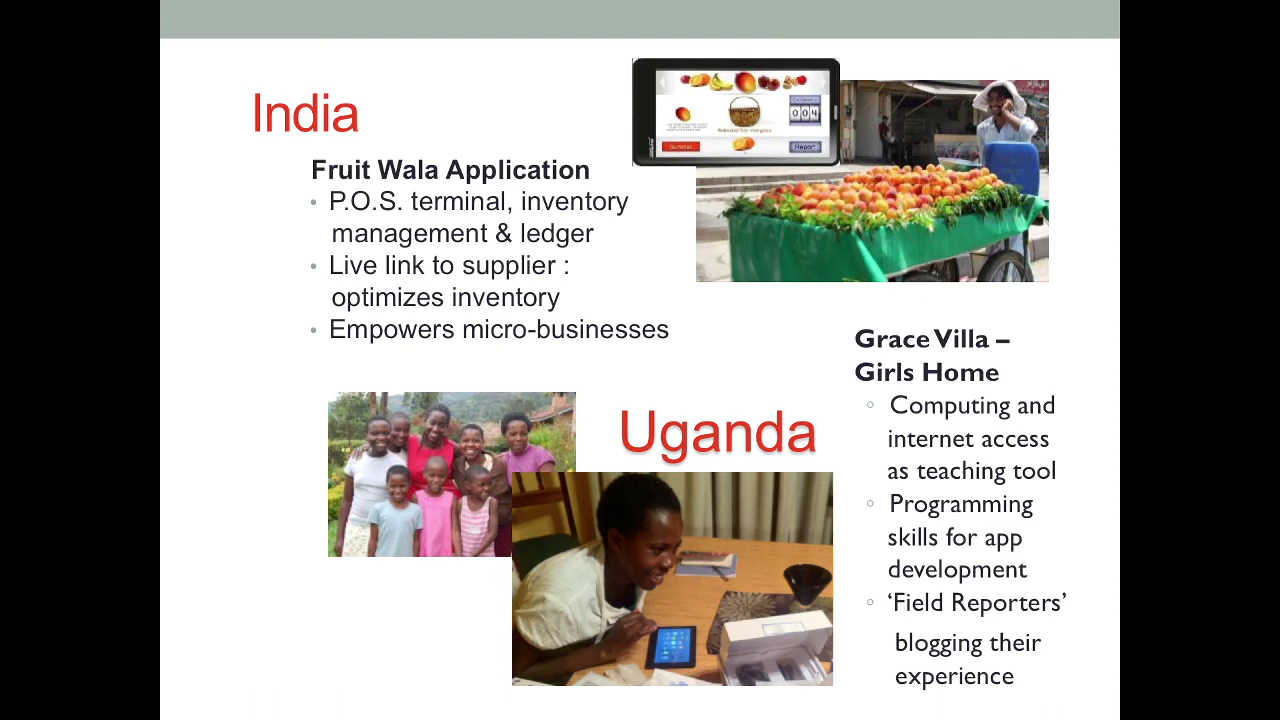 India
Fruit Wala Application
• P.O.S. terminal, inventory
management & ledger
• Live link to supplier :
optimizes inventory
• Empowers micro-businesses
004
Report
Uganda
Grace Villa –
Girls Home
◦ Computing and
internet access
as teaching tool
◦ Programming
skills for app
development
◦ ‘Field Reporters’
blogging their
experience